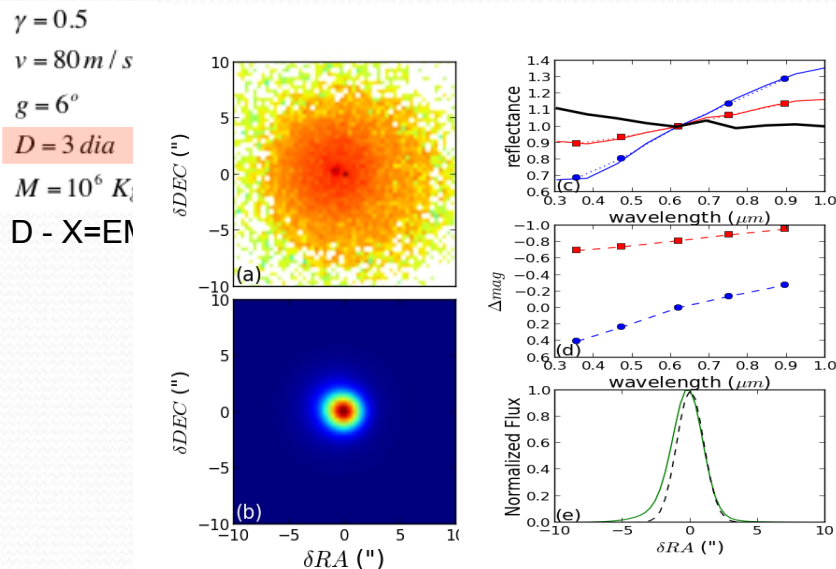 γ = 0.5
v = 80 m / s
g = 6°
D = 3 dia
M = 10⁶ K
D - X=EM
10
5
0
−5
−10
δDEC (")
(a)
10
5
0
−5
−10
δDEC (")
(b)
−10 −5 0 5 10
δRA (")
1.4
1.3
1.2
1.1
1.0
0.9
0.8
0.7
0.6
reflectance
(c)
0.3 0.4 0.5 0.6 0.7 0.8 0.9 1.0
wavelength (μm)
−1.0
−0.8
−0.6
−0.4
−0.2
0.0
0.2
0.4
0.6
Δmag
(d)
0.3 0.4 0.5 0.6 0.7 0.8 0.9 1.0
wavelength (μm)
1.0
0.8
0.6
0.4
0.2
0.0
Normalized Flux
(e)
−10 −5 0 5 10
δRA (")